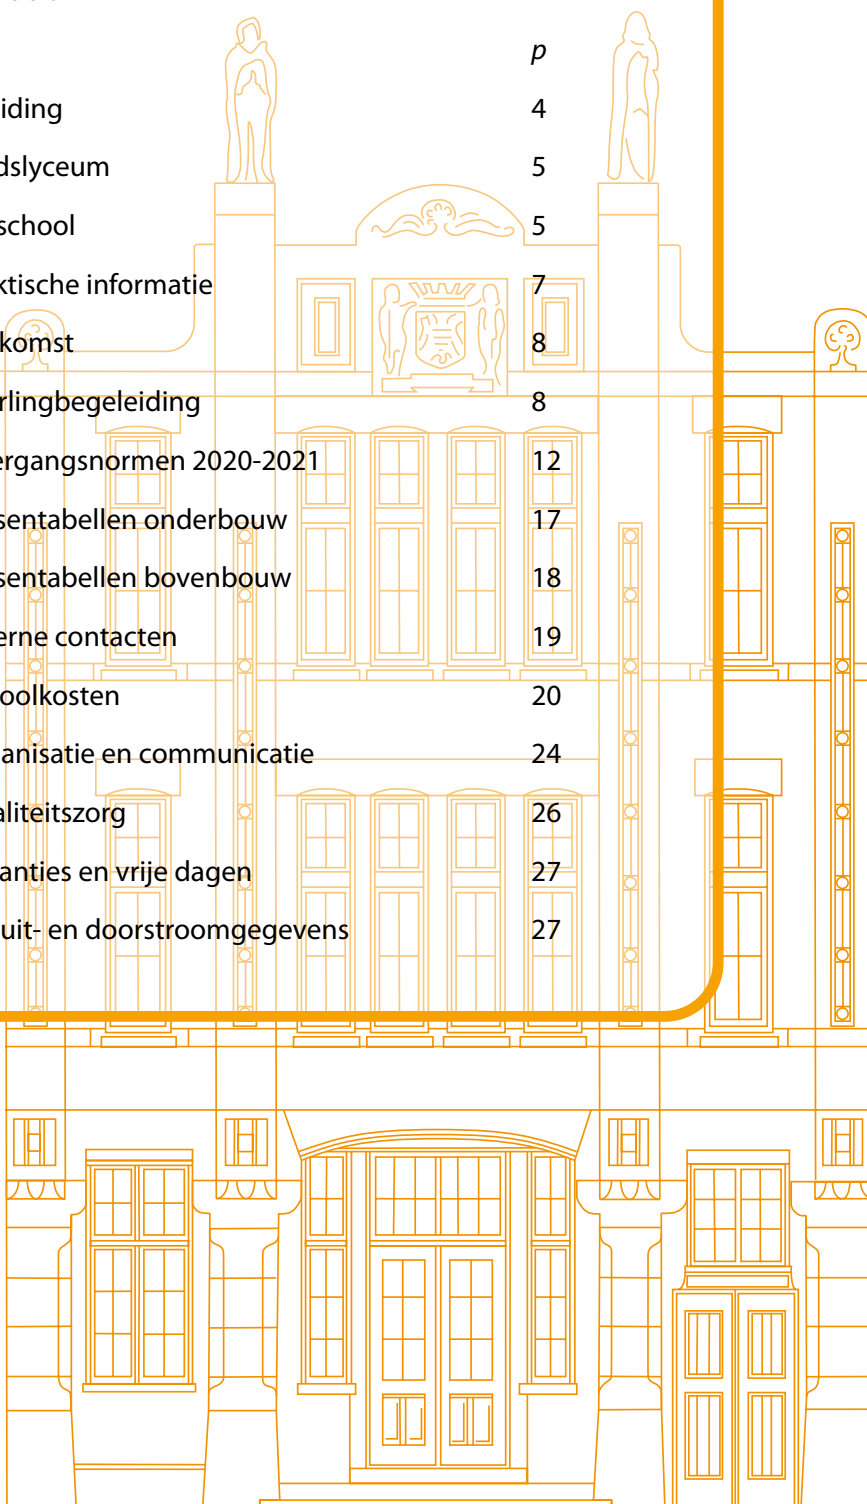 p
iding 4
dslyceum 5
school 5
ktische informatie 7
komst 8
rlingbegeleiding 8
ergangsnormen 2020-2021 12
sentabellen onderbouw 17
sentabellen bovenbouw 18
erne contacten 19
oolkosten 20
anisatie en communicatie 24
aliteitszorg 26
anties en vrije dagen 27
uit- en doorstroomgegevens 27